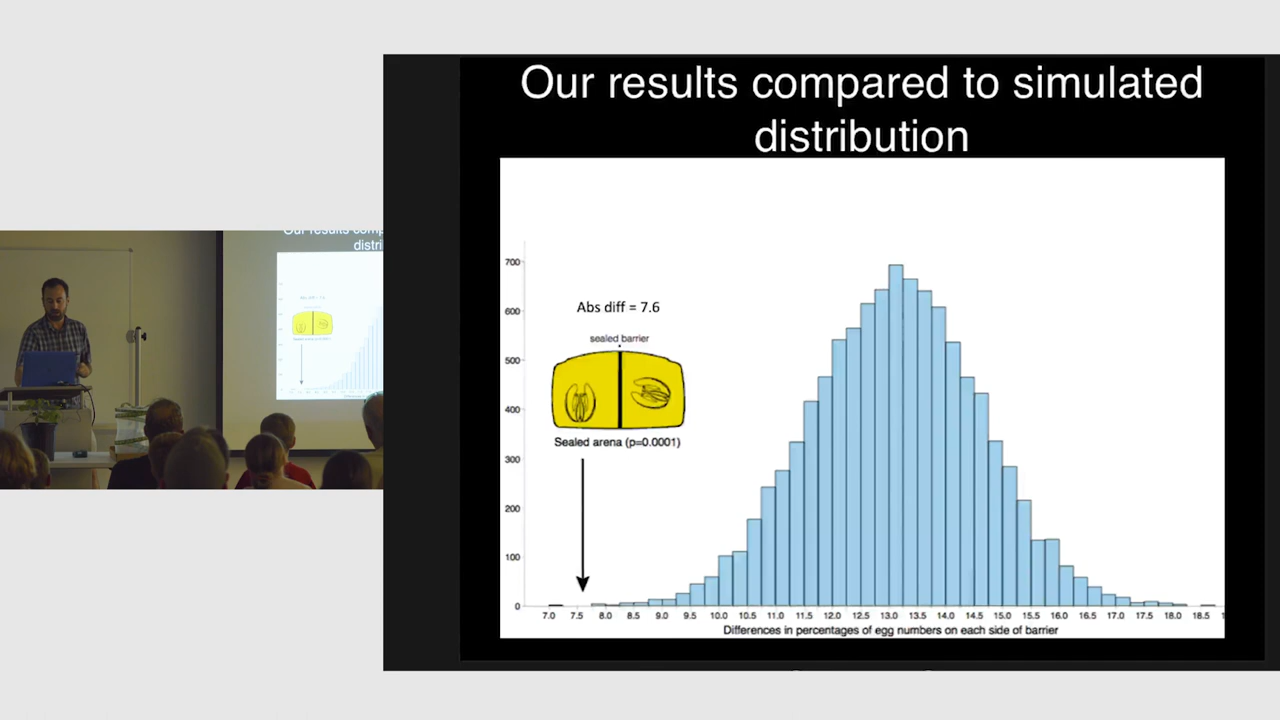 Our results compared to simulated
distribution
Abs diff = 7.6
sealed barrier
Sealed arena (p=0.0001)
700
600
500
400
300
200
100
0
7.0 7.5 8.0 8.5 9.0 9.5 10.0 10.5 11.0 11.5 12.0 12.5 13.0 13.5 14.0 14.5 15.0 15.5 16.0 16.5 17.0 17.5 18.0 18.5
Differences in percentages of egg numbers on each side of barrier
Our results comp
distri